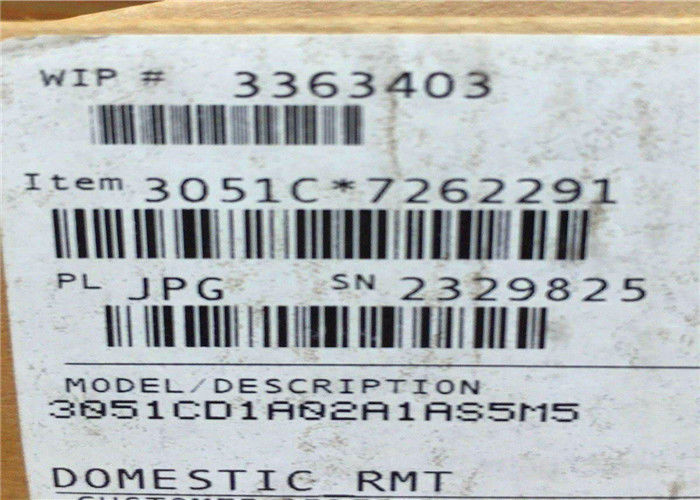 WIP # 3363403
Item 3051C*7262291
PL JPG SN 2329825
MODEL/DESCRIPTION
3051CD1A02A1AS5M5
DOMESTIC RMT